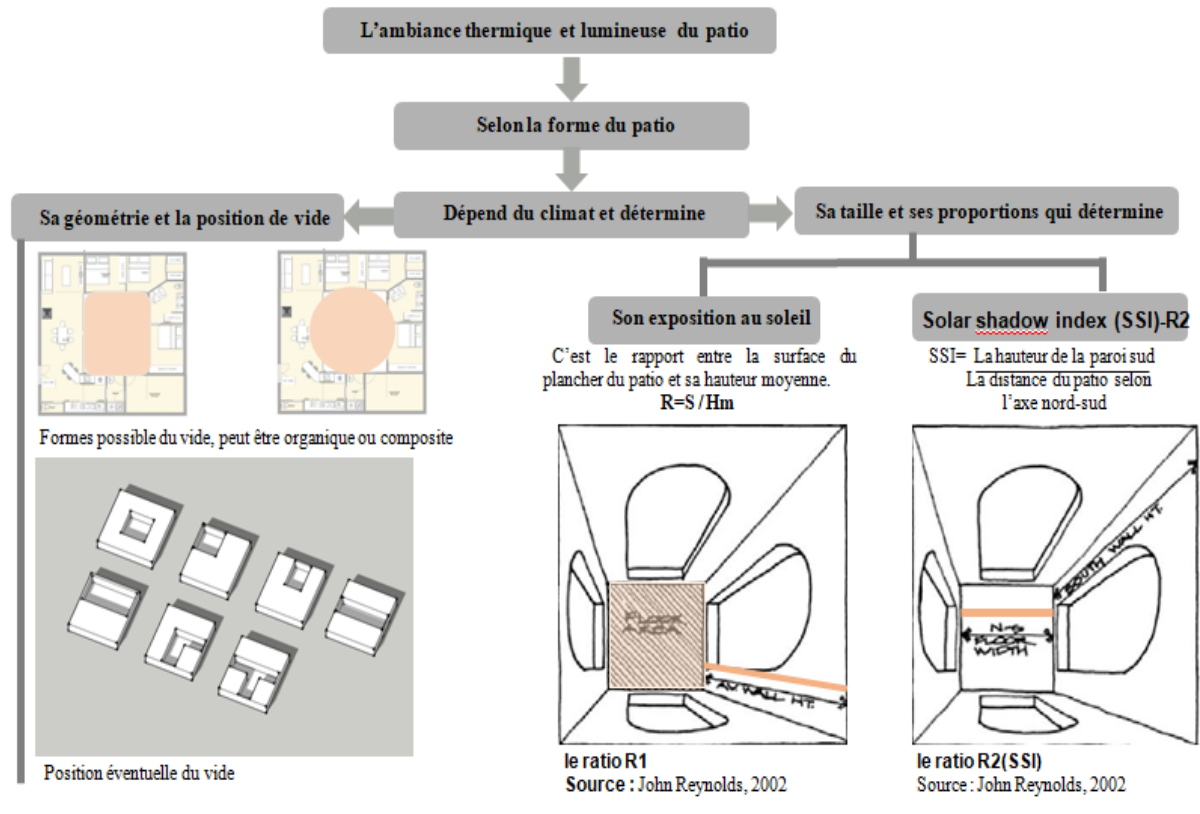 L'ambiance thermique et lumineuse du patio
Selon la forme du patio
Dépend du climat et détermine
Sa géométrie et la position de vide
Formes possible du vide, peut être organique ou composite
Position éventuelle du vide
Sa taille et ses proportions qui détermine
Son exposition au soleil
C'est le rapport entre la surface du
plancher du patio et sa hauteur moyenne.
R=S / Hm
FLOOR
AREA
AV WALL HT.
le ratio R1
Source : John Reynolds, 2002
Solar shadow index (SSI)-R2
SSI= La hauteur de la paroi sud
La distance du patio selon
l'axe nord-sud
SOUTH WALL HT.
N-S
FLOOR
WIDTH
le ratio R2(SSI)
Source : John Reynolds, 2002